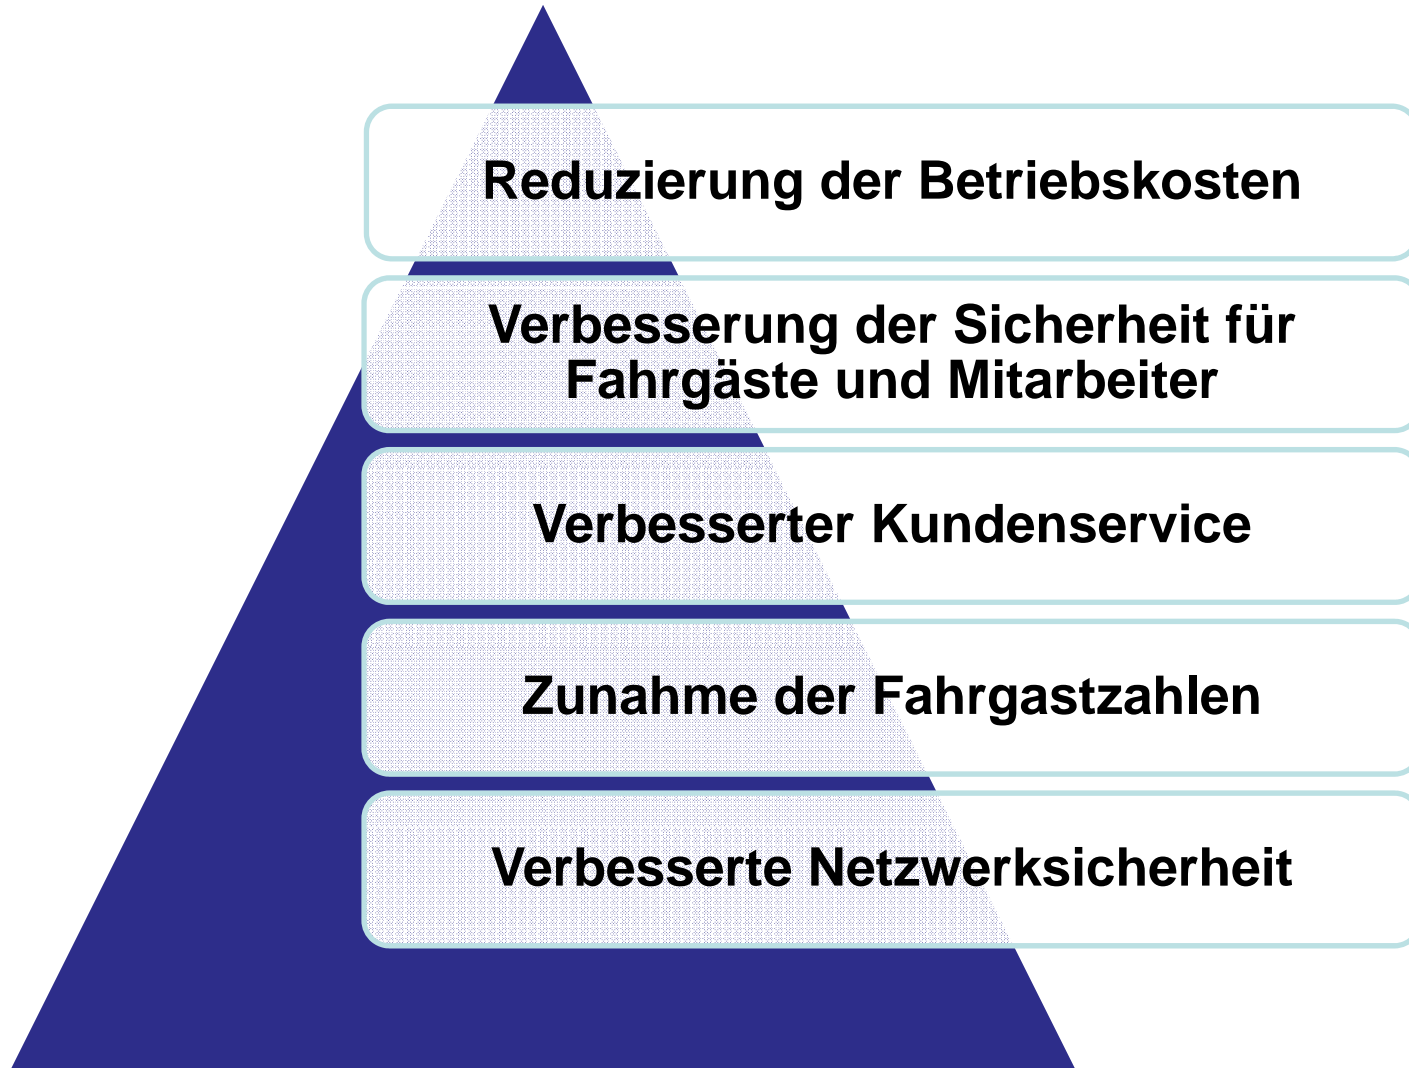 Reduzierung der Betriebskosten
Verbesserung der Sicherheit für
Fahrgäste und Mitarbeiter
Verbesserter Kundenservice
Zunahme der Fahrgastzahlen
Verbesserte Netzwerksicherheit